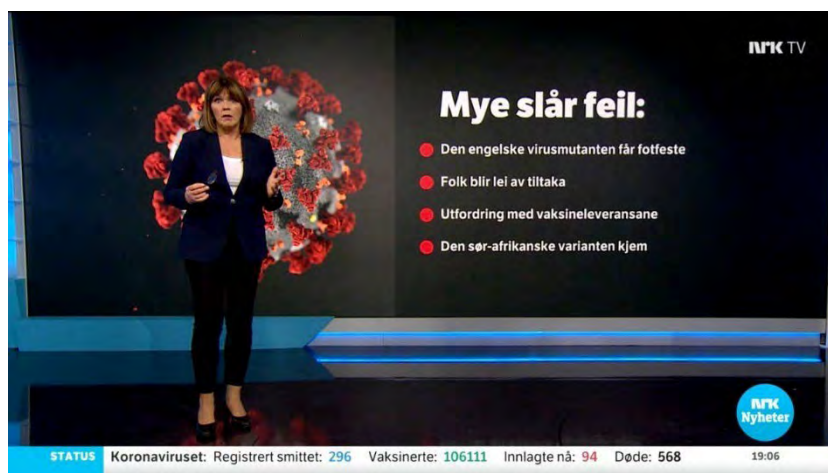 NRK TV
Mye slår feil:
Den engelske virusmutanten får fotfeste
Folk blir lei av tiltaka
Utfordring med vaksineleveransane
Den sør-afrikanske varianten kjem
NRK
Nyheter
STATUS Koronaviruset: Registrert smittet: 296 Vaksinerte: 106111 Innlagte nå: 94 Døde: 568 19:06